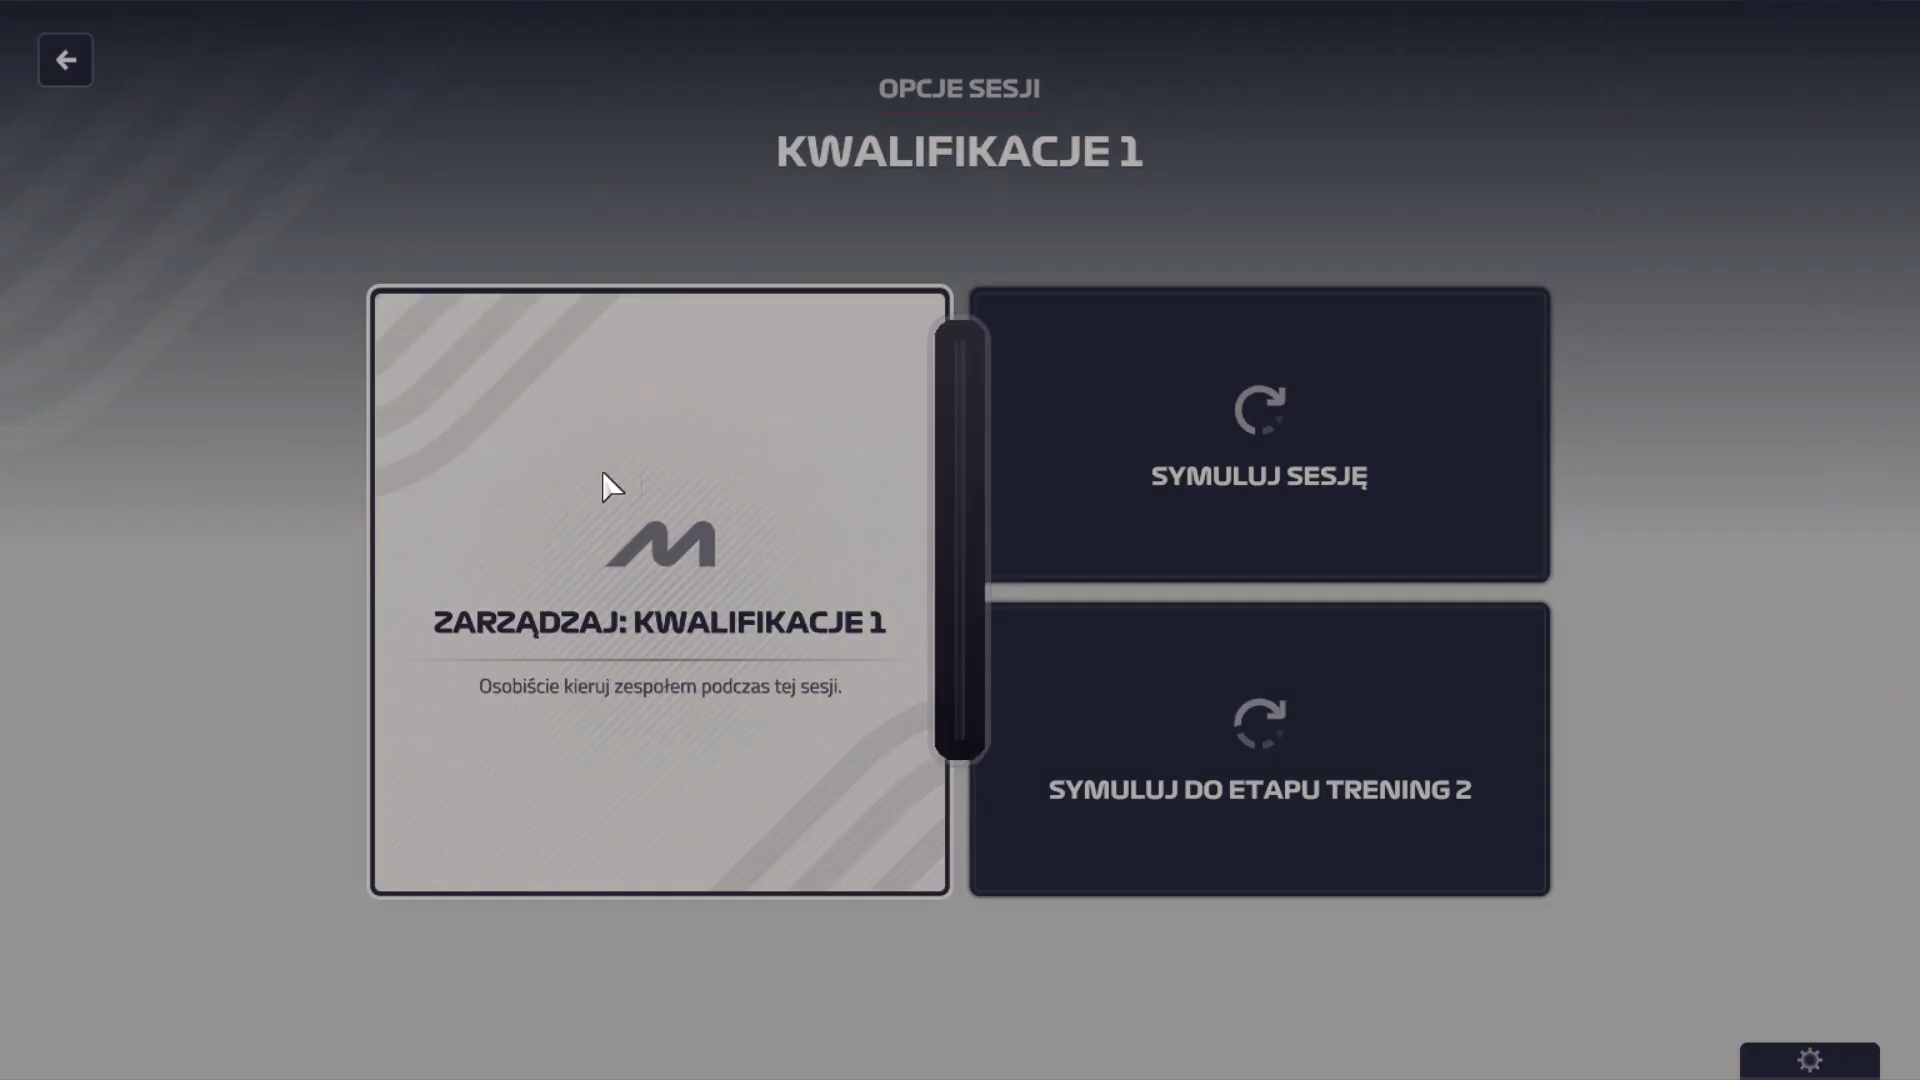 OPCJE SESJI
KWALIFIKACJE 1
ZARZĄDZAJ: KWALIFIKACJE 1
Osobiście kieruj zespołem podczas tej sesji.
SYMULUJ SESJĘ
SYMULUJ DO ETAPU TRENING 2